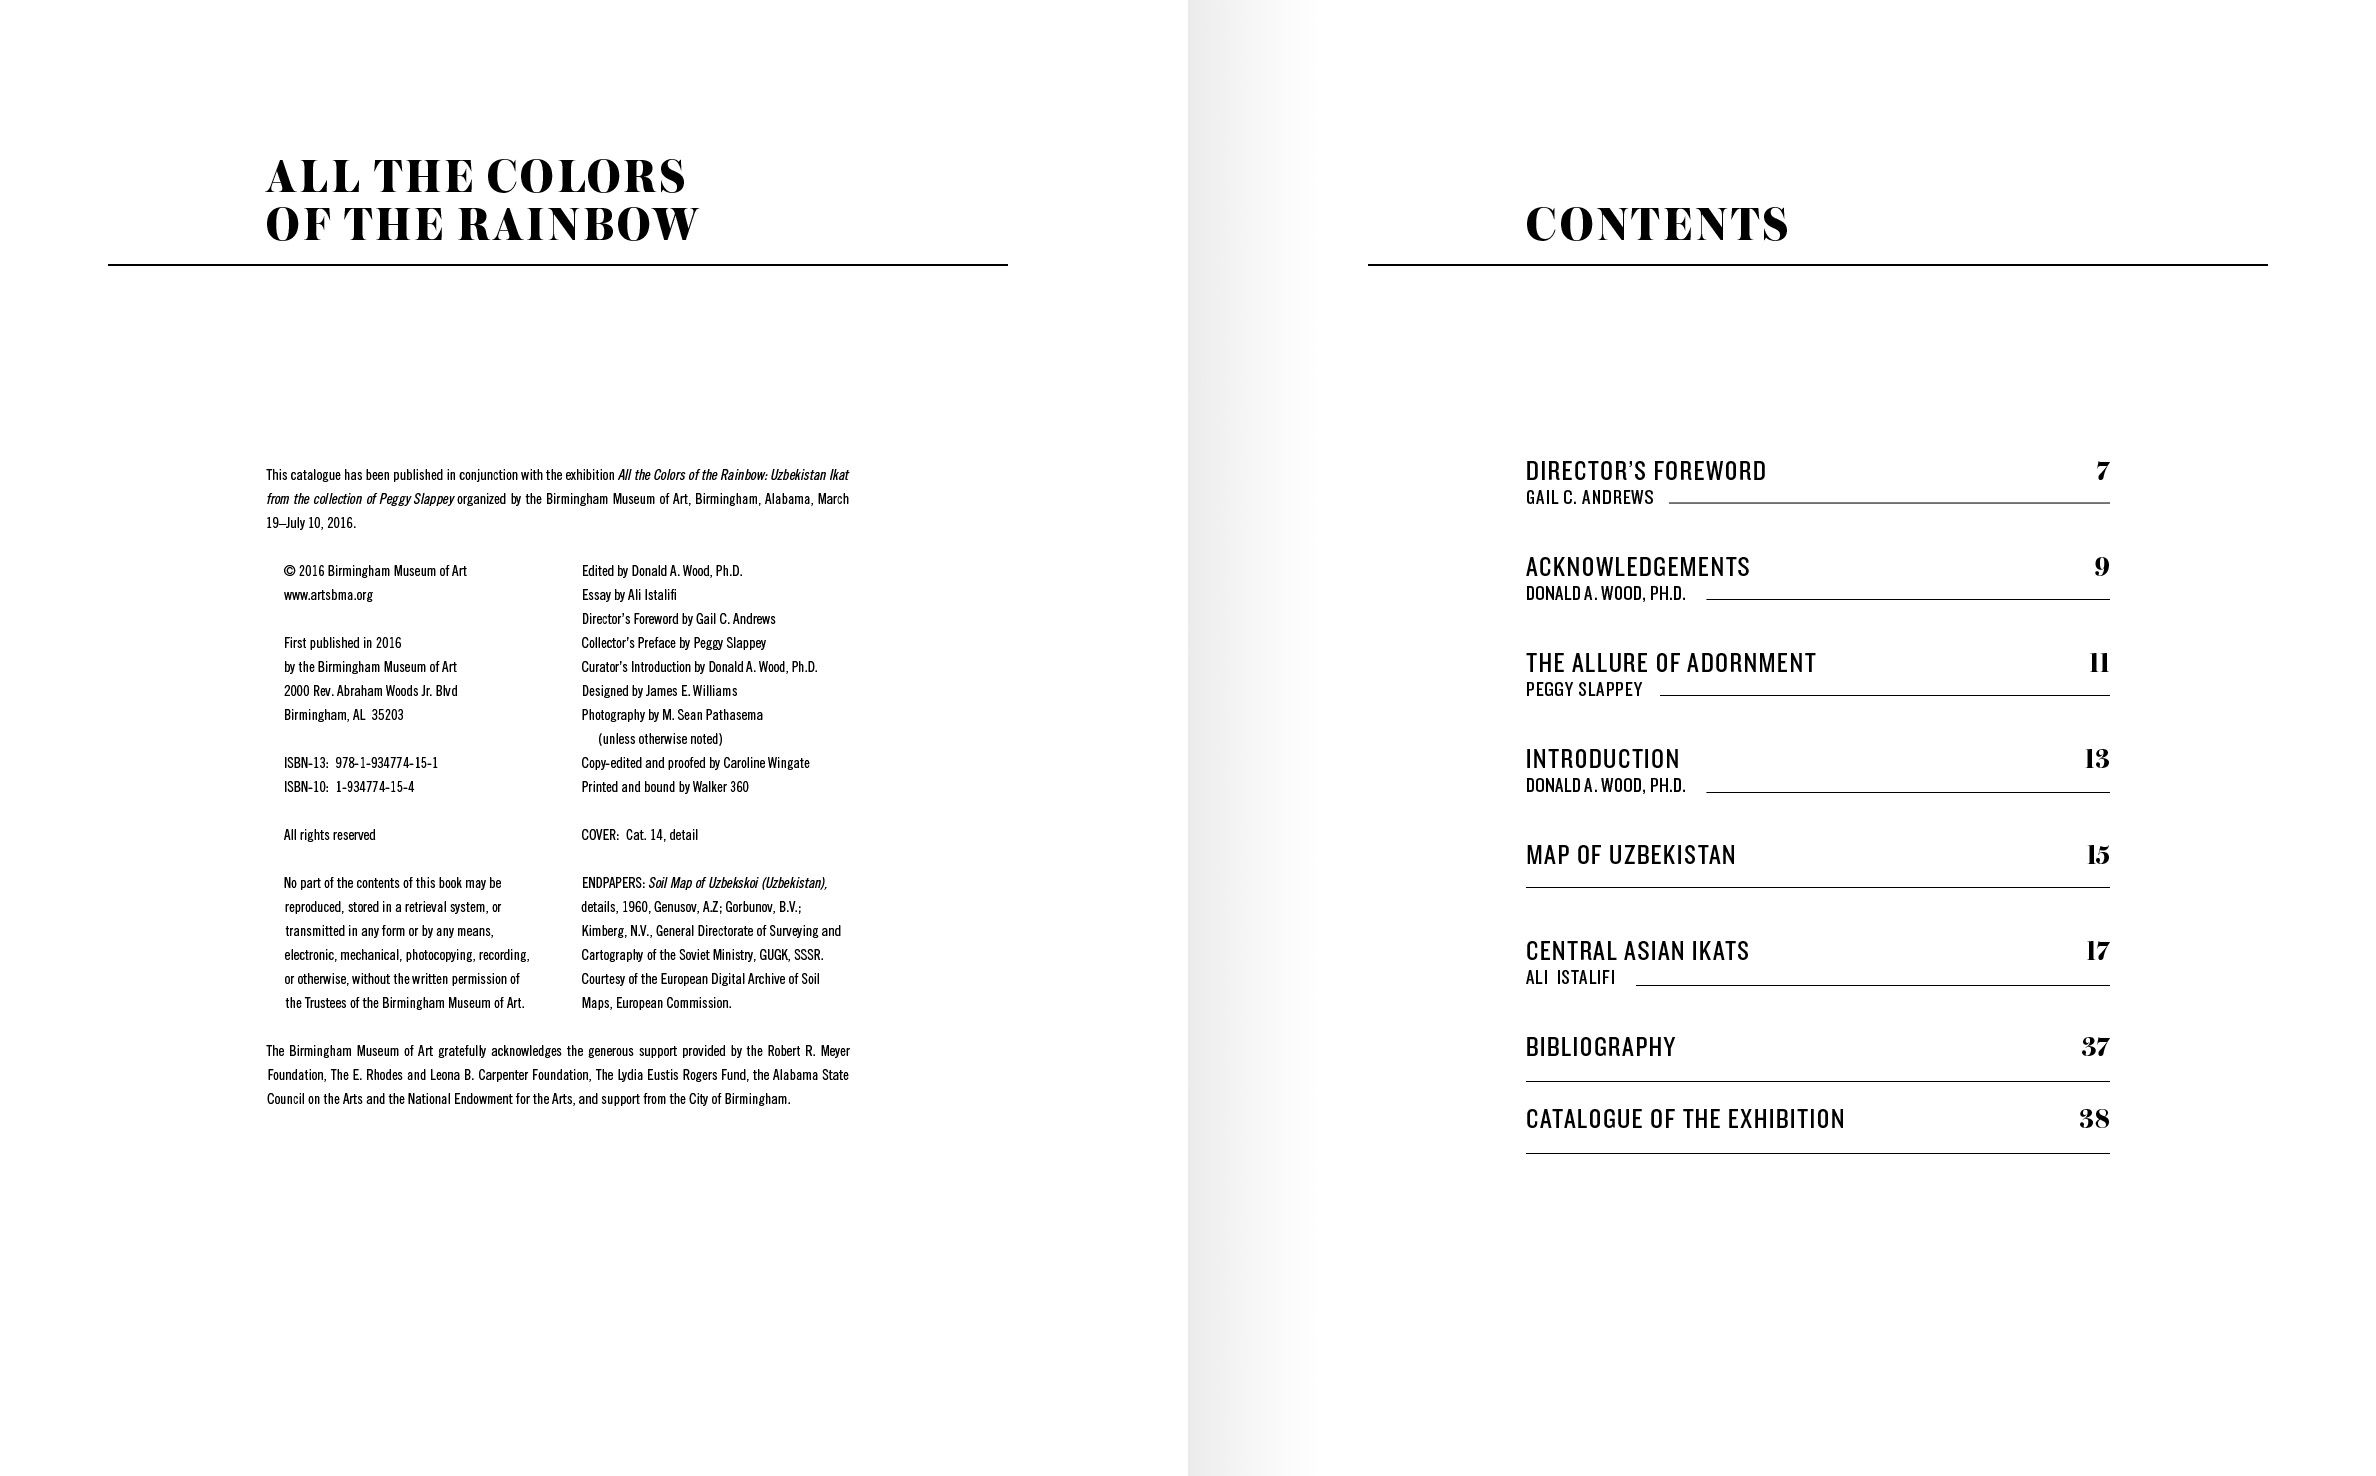 ALL THE COLORS
OF THE RAINBOW
This catalogue has been published in conjunction with the exhibition All the Colors of the Rainbow: Uzbekistan Ikat
from the collection of Peggy Slappey organized by the Birmingham Museum of Art, Birmingham, Alabama, March
19–July 10, 2016.
© 2016 Birmingham Museum of Art
www.artsbma.org
First published in 2016
by the Birmingham Museum of Art
2000 Rev. Abraham Woods Jr. Blvd
Birmingham, AL 35203
ISBN-13: 978-1-934774-15-1
ISBN-10: 1-934774-15-4
All rights reserved
No part of the contents of this book may be
reproduced, stored in a retrieval system, or
transmitted in any form or by any means,
electronic, mechanical, photocopying, recording,
or otherwise, without the written permission of
the Trustees of the Birmingham Museum of Art.
Edited by Donald A. Wood, Ph.D.
Essay by Ali Istalifi
Director's Foreword by Gail C. Andrews
Collector's Preface by Peggy Slappey
Curator's Introduction by Donald A. Wood, Ph.D.
Designed by James E. Williams
Photography by M. Sean Pathasema
(unless otherwise noted)
Copy-edited and proofed by Caroline Wingate
Printed and bound by Walker 360
COVER: Cat. 14, detail
ENDPAPERS: Soil Map of Uzbekskoi (Uzbekistan),
details, 1960, Genusov, A.Z; Gorbunov, B.V.;
Kimberg, N.V., General Directorate of Surveying and
Cartography of the Soviet Ministry, GUGK, SSSR.
Courtesy of the European Digital Archive of Soil
Maps, European Commission.
The Birmingham Museum of Art gratefully acknowledges the generous support provided by the Robert R. Meyer
Foundation, The E. Rhodes and Leona B. Carpenter Foundation, The Lydia Eustis Rogers Fund, the Alabama State
Council on the Arts and the National Endowment for the Arts, and support from the City of Birmingham.
CONTENTS
DIRECTOR'S FOREWORD 7
GAIL C. ANDREWS
ACKNOWLEDGEMENTS 9
DONALD A. WOOD, PH.D.
THE ALLURE OF ADORNMENT 11
PEGGY SLAPPEY
INTRODUCTION 13
DONALD A. WOOD, PH.D.
MAP OF UZBEKISTAN 15
CENTRAL ASIAN IKATS 17
ALI ISTALIFI
BIBLIOGRAPHY 37
CATALOGUE OF THE EXHIBITION 38